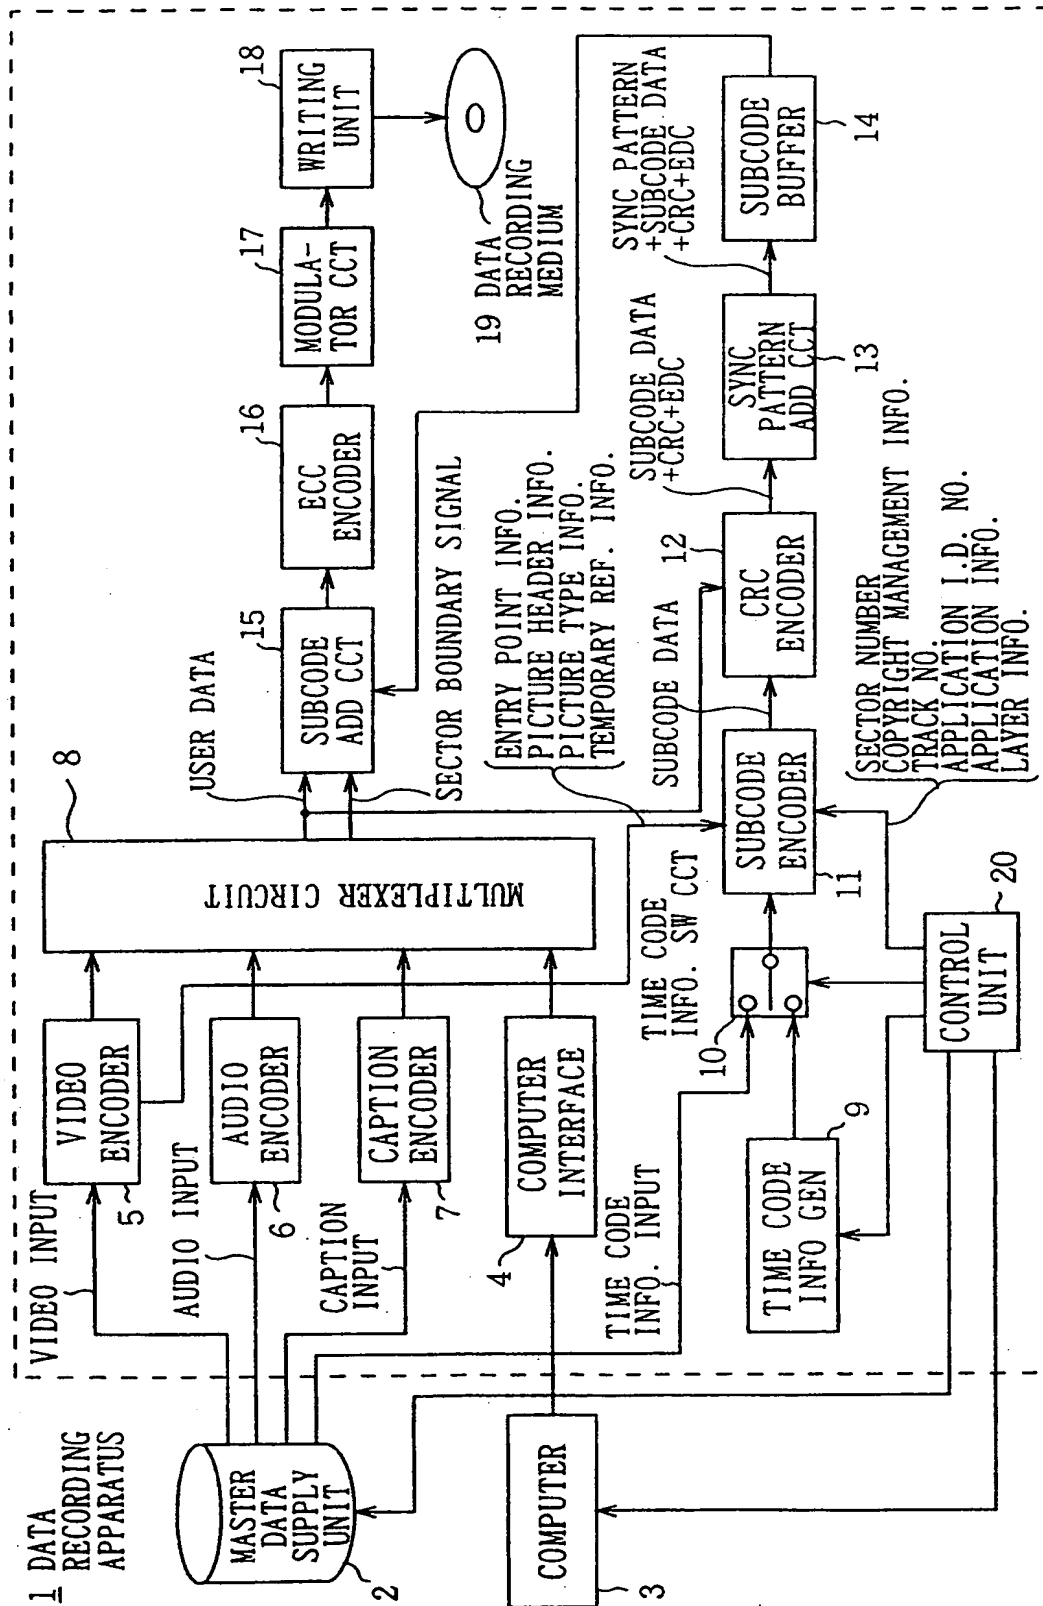 1 DATA
RECORDING
APPARATUS
MASTER
DATA
SUPPLY
UNIT
2
COMPUTER
3
VIDEO INPUT
AUDIO INPUT
CAPTION
INPUT
TIME CODE
INFO. INPUT
VIDEO
ENCODER
5
AUDIO
ENCODER
6
CAPTION
ENCODER
7
COMPUTER
INTERFACE
4
TIME CODE
INFO GEN
9
TIME CODE
INFO. SW CCT
10
CONTROL
UNIT
20
MULTIPLEXER CIRCUIT
8
USER DATA
SECTOR BOUNDARY SIGNAL
ENTRY POINT INFO.
PICTURE HEADER INFO.
PICTURE TYPE INFO.
TEMPORARY REF. INFO.
SUBCODE
ENCODER
11
SECTOR NUMBER
COPYRIGHT MANAGEMENT INFO.
TRACK NO.
APPLICATION I.D. NO.
APPLICATION INFO.
LAYER INFO.
SUBCODE DATA
CRC
ENCODER
12
SUBCODE DATA
+CRC+EDC
SYNC
PATTERN
ADD CCT
13
SYNC PATTERN
+SUBCODE DATA
+CRC+EDC
SUBCODE
BUFFER
14
SUBCODE
ADD CCT
15
ECC
ENCODER
16
MODULA-
TOR CCT
17
WRITING
UNIT
18
19 DATA
RECORDING
MEDIUM